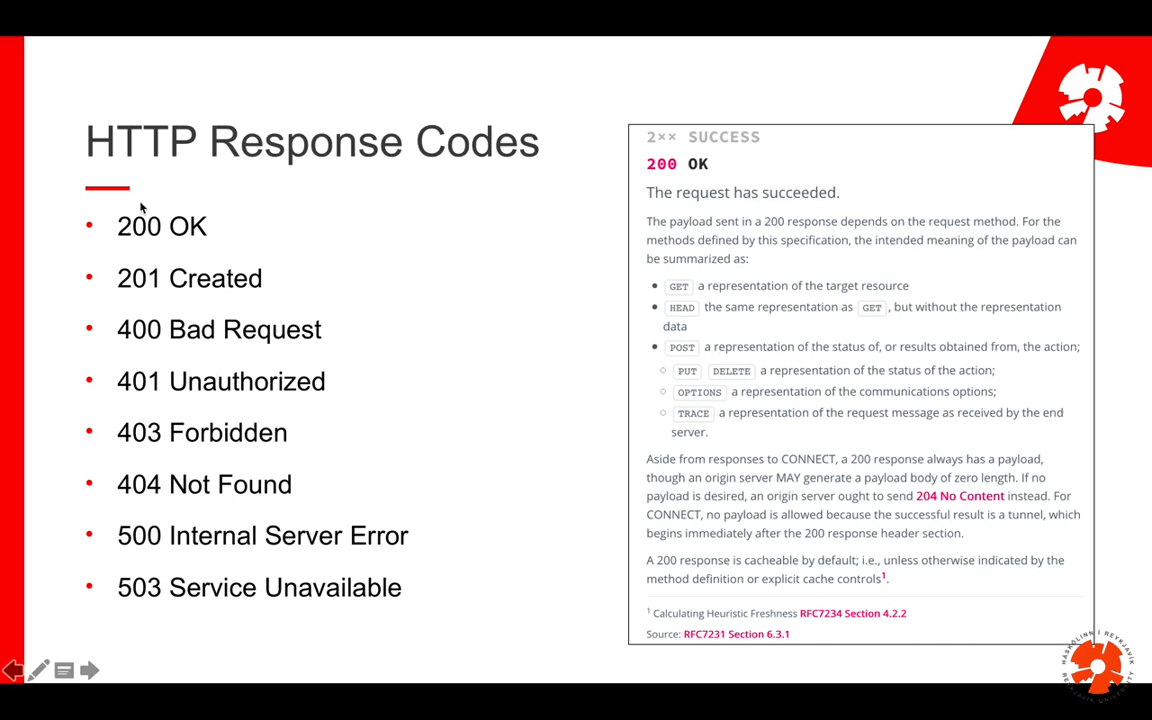 HTTP Response Codes
• 200 OK
• 201 Created
• 400 Bad Request
• 401 Unauthorized
• 403 Forbidden
• 404 Not Found
• 500 Internal Server Error
• 503 Service Unavailable
2×× SUCCESS
200 OK
The request has succeeded.
The payload sent in a 200 response depends on the request method. For the
methods defined by this specification, the intended meaning of the payload can
be summarized as:
• GET a representation of the target resource
• HEAD the same representation as GET, but without the representation
data
• POST a representation of the status of, or results obtained from, the action;
○ PUT DELETE a representation of the status of the action;
○ OPTIONS a representation of the communications options;
○ TRACE a representation of the request message as received by the end
server.
Aside from responses to CONNECT, a 200 response always has a payload,
though an origin server MAY generate a payload body of zero length. If no
payload is desired, an origin server ought to send 204 No Content instead. For
CONNECT, no payload is allowed because the successful result is a tunnel, which
begins immediately after the 200 response header section.
A 200 response is cacheable by default; i.e., unless otherwise indicated by the
method definition or explicit cache controls¹.
¹ Calculating Heuristic Freshness RFC7234 Section 4.2.2
Source: RFC7231 Section 6.3.1
HÁSKÓLINN Í REYKJAVÍK
REYKJAVIK UNIVERSITY